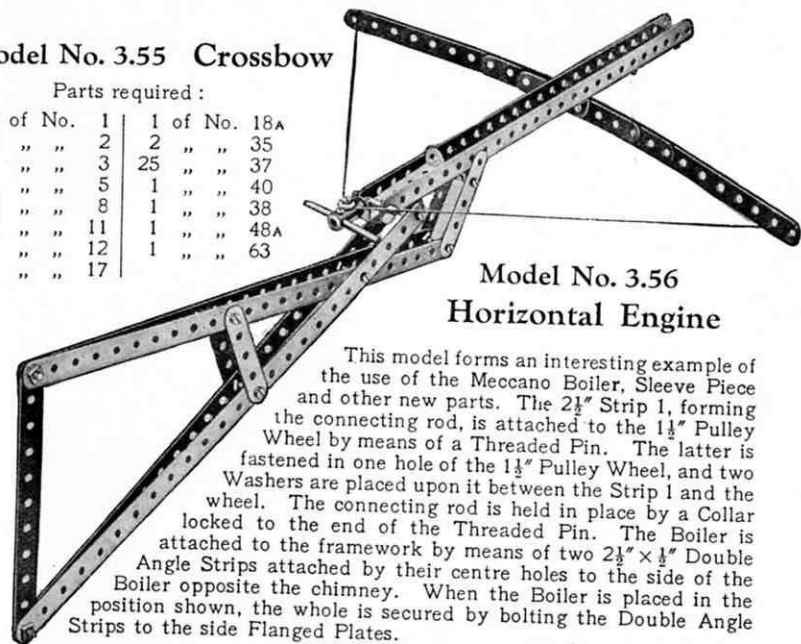 odel No. 3.55 Crossbow
Parts required :
of No. 1 | 1 of No. 18A
„ „ 2 | 2 „ „ 35
„ „ 3 | 25 „ „ 37
„ „ 5 | 1 „ „ 40
„ „ 8 | 1 „ „ 38
„ „ 11 | 1 „ „ 48A
„ „ 12 | 1 „ „ 63
„ „ 17
Model No. 3.56
Horizontal Engine
This model forms an interesting example of
the use of the Meccano Boiler, Sleeve Piece
and other new parts. The 2½″ Strip 1, forming
the connecting rod, is attached to the 1½″ Pulley
Wheel by means of a Threaded Pin. The latter is
fastened in one hole of the 1½″ Pulley Wheel, and two
Washers are placed upon it between the Strip 1 and the
wheel. The connecting rod is held in place by a Collar
locked to the end of the Threaded Pin. The Boiler is
attached to the framework by means of two 2½″ × ½″ Double
Angle Strips attached by their centre holes to the side of the
Boiler opposite the chimney. When the Boiler is placed in the
position shown, the whole is secured by bolting the Double Angle
Strips to the side Flanged Plates.